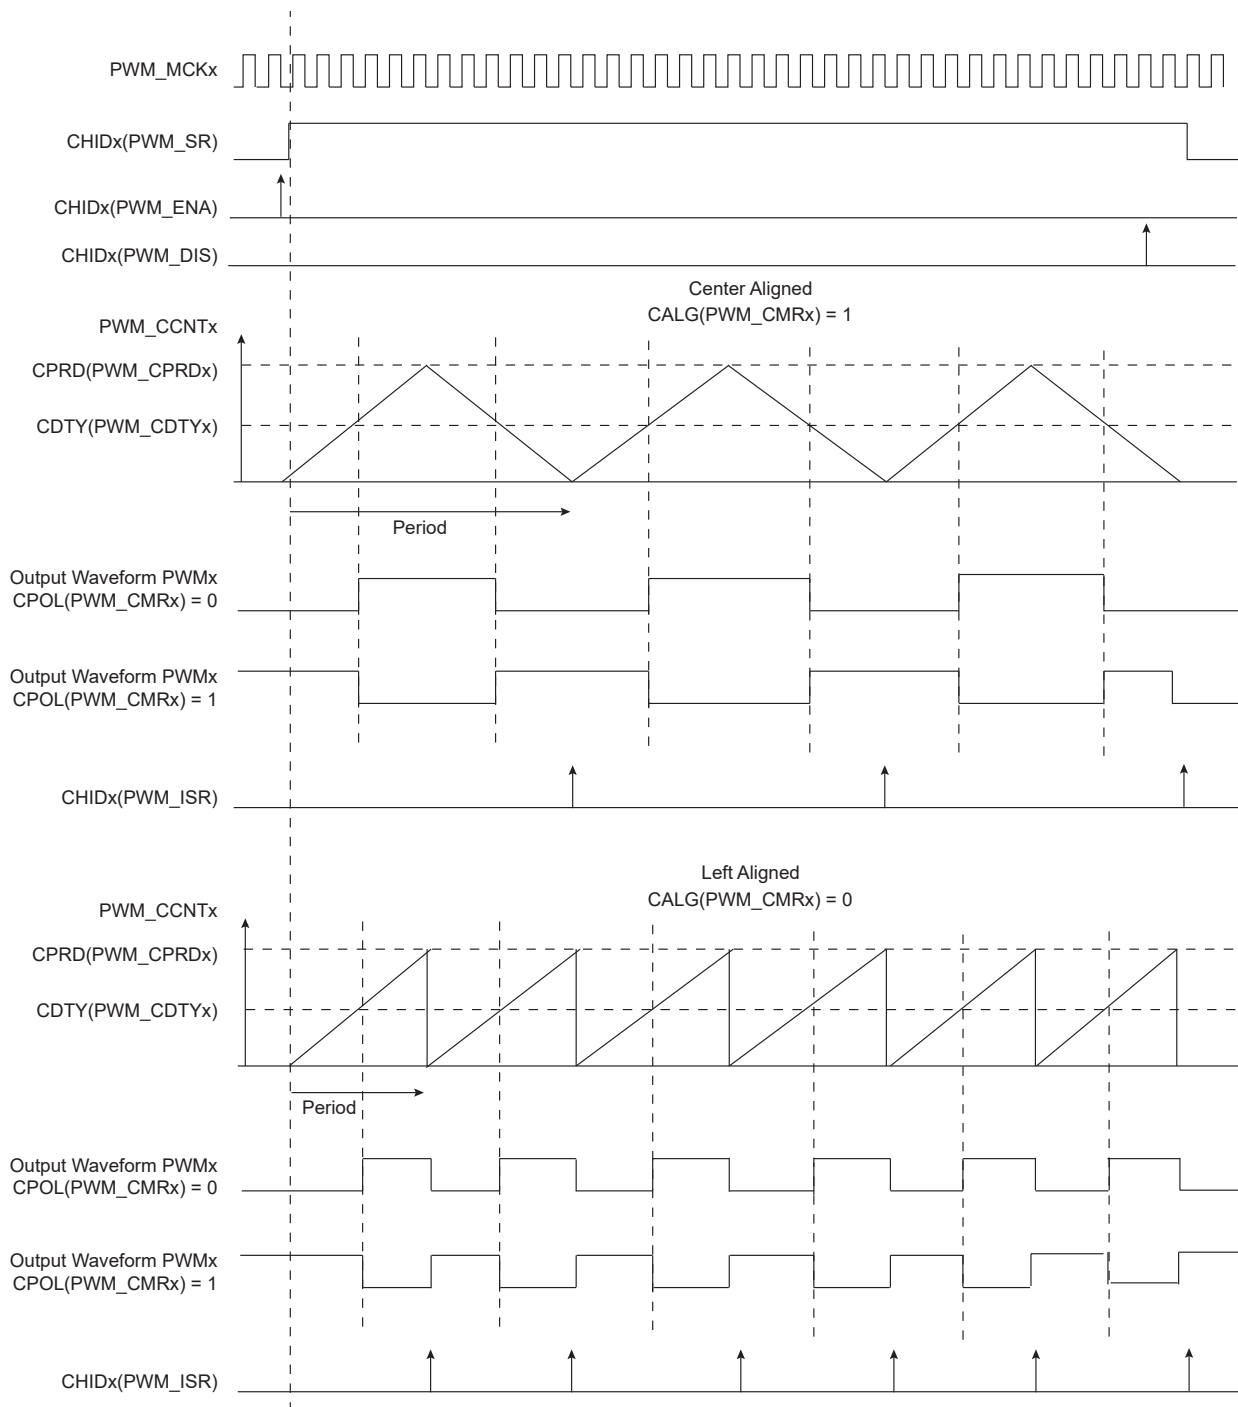 PWM_MCKx
CHIDx(PWM_SR)
CHIDx(PWM_ENA)
CHIDx(PWM_DIS)
Center Aligned
CALG(PWM_CMRx) = 1
PWM_CCNTx
CPRD(PWM_CPRDx)
CDTY(PWM_CDTYx)
Period
Output Waveform PWMx
CPOL(PWM_CMRx) = 0
Output Waveform PWMx
CPOL(PWM_CMRx) = 1
CHIDx(PWM_ISR)
Left Aligned
CALG(PWM_CMRx) = 0
PWM_CCNTx
CPRD(PWM_CPRDx)
CDTY(PWM_CDTYx)
Period
Output Waveform PWMx
CPOL(PWM_CMRx) = 0
Output Waveform PWMx
CPOL(PWM_CMRx) = 1
CHIDx(PWM_ISR)